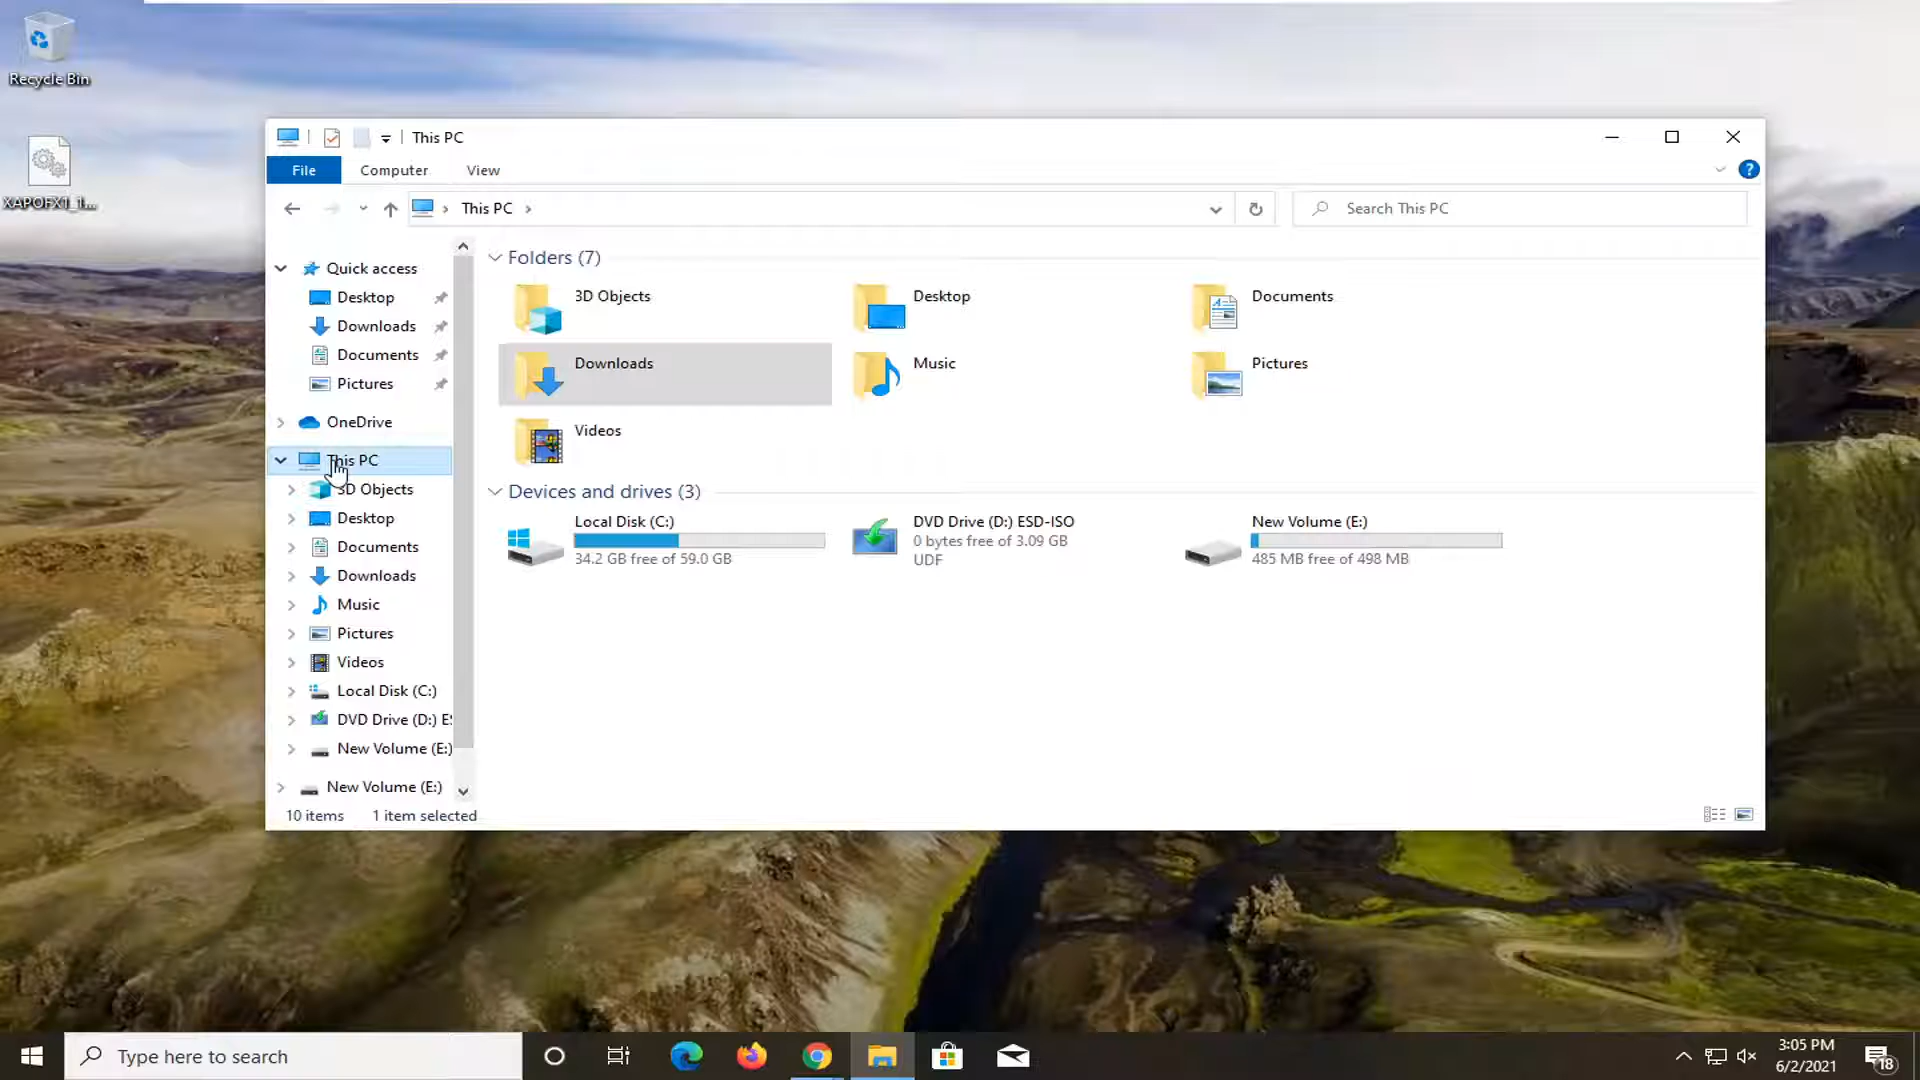 Recycle Bin
XAPOFX1_1...
This PC
File
Computer
View
This PC
Search This PC
Quick access
Desktop
Downloads
Documents
Pictures
OneDrive
This PC
3D Objects
Desktop
Documents
Downloads
Music
Pictures
Videos
Local Disk (C:)
DVD Drive (D:) ES
New Volume (E:)
New Volume (E:)
Folders (7)
3D Objects
Desktop
Documents
Downloads
Music
Pictures
Videos
Devices and drives (3)
Local Disk (C:)
34.2 GB free of 59.0 GB
DVD Drive (D:) ESD-ISO
0 bytes free of 3.09 GB
UDF
New Volume (E:)
485 MB free of 498 MB
10 items
1 item selected
Type here to search
3:05 PM
6/2/2021
18